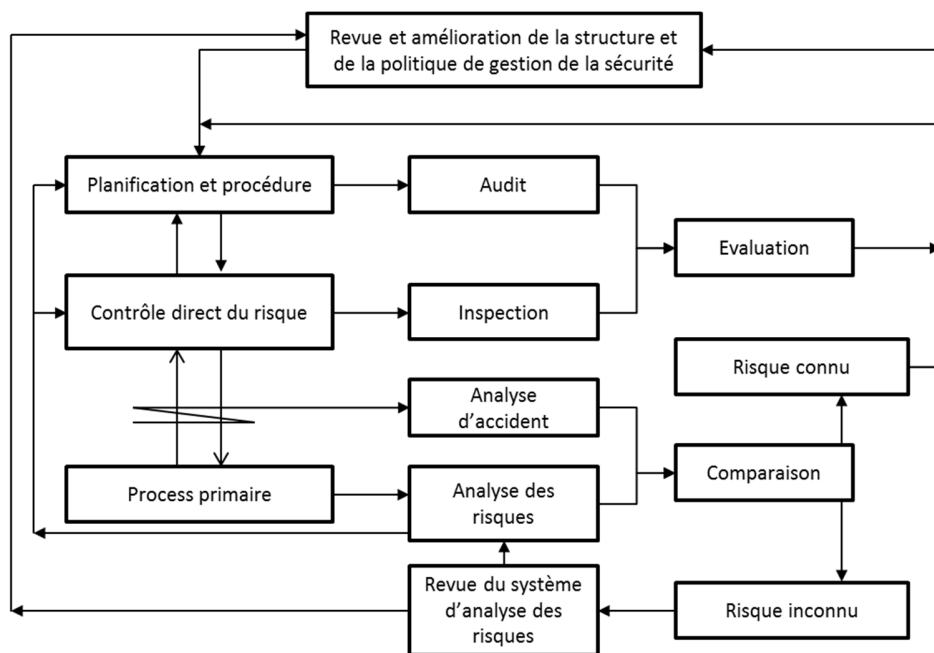 Revue et amélioration de la structure et
de la politique de gestion de la sécurité
Planification et procédure
Audit
Evaluation
Contrôle direct du risque
Inspection
Risque connu
Analyse
d’accident
Comparaison
Process primaire
Analyse des
risques
Revue du système
d’analyse des
risques
Risque inconnu